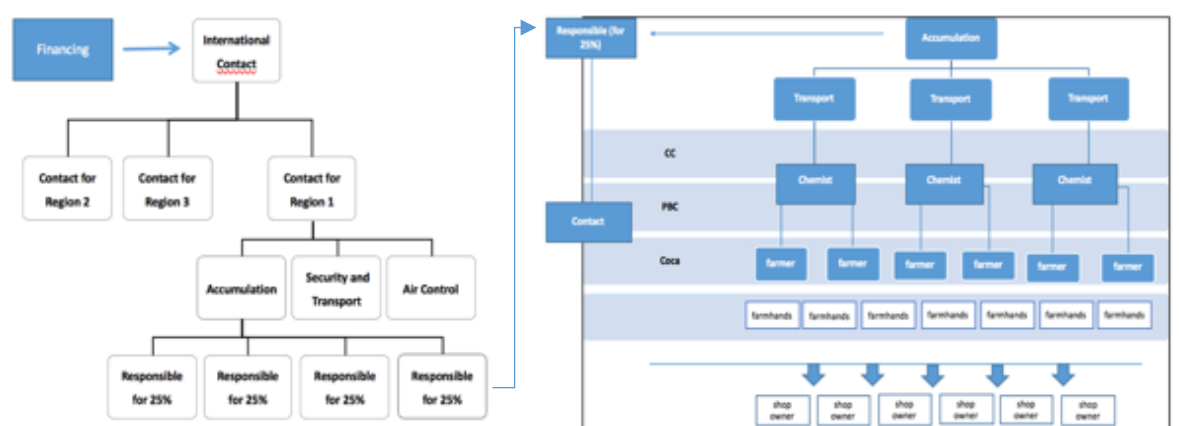 Financing
International
Contact
Contact for
Region 2
Contact for
Region 3
Contact for
Region 1
Accumulation
Security and
Transport
Air Control
Responsible
for 25%
Responsible
for 25%
Responsible
for 25%
Responsible
for 25%
Responsible (for
25%)
Accumulation
Transport
Transport
Transport
CC
Chemist
Chemist
Chemist
PBC
Contact
Coca
farmer
farmer
farmer
farmer
farmer
farmer
farmhands
farmhands
farmhands
farmhands
farmhands
farmhands
farmhands
shop
owner
shop
owner
shop
owner
shop
owner
shop
owner
shop
owner